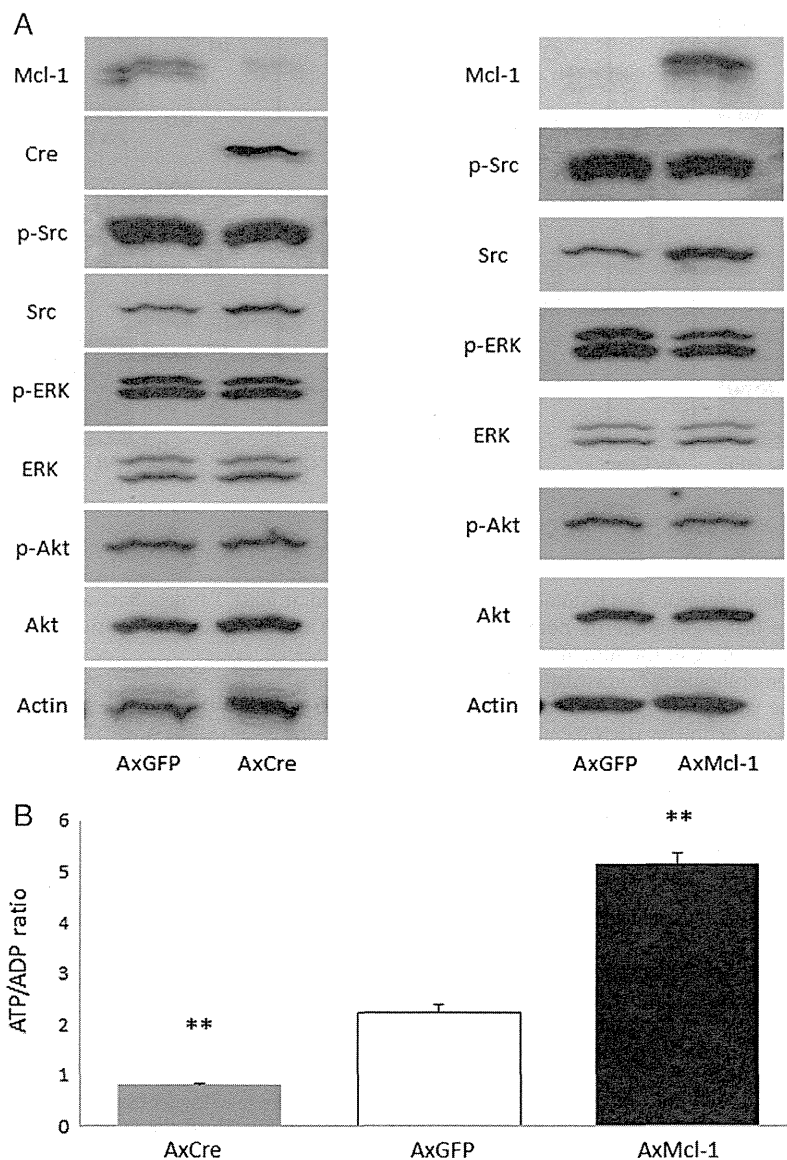 A
Mcl-1
Cre
p-Src
Src
p-ERK
ERK
p-Akt
Akt
Actin
AxGFP AxCre
Mcl-1
p-Src
Src
p-ERK
ERK
p-Akt
Akt
Actin
AxGFP AxMcl-1
B
ATP/ADP ratio
6
5
4
3
2
1
0
**
**
AxCre AxGFP AxMcl-1